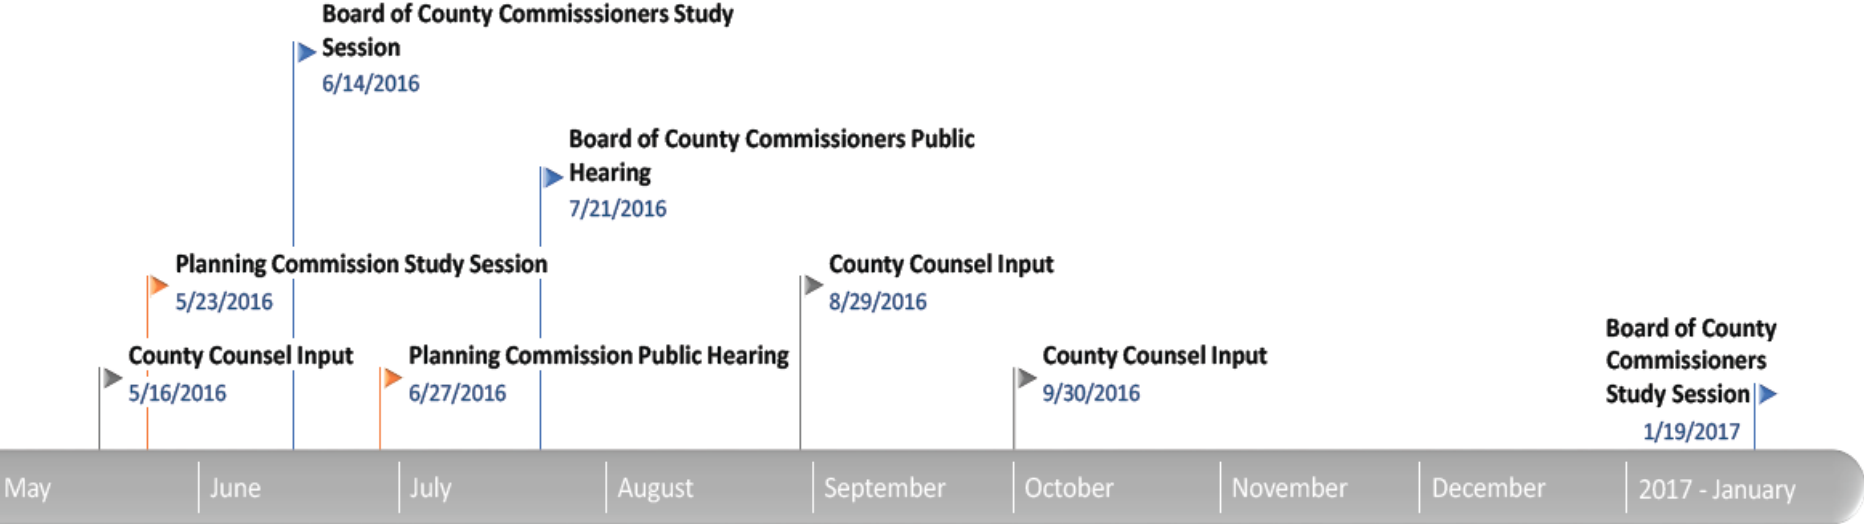 Board of County Commisssioners Study
Session
6/14/2016
Board of County Commissioners Public
Hearing
7/21/2016
Planning Commission Study Session
5/23/2016
County Counsel Input
8/29/2016
County Counsel Input
5/16/2016
Planning Commission Public Hearing
6/27/2016
County Counsel Input
9/30/2016
Board of County
Commissioners
Study Session
1/19/2017
May
June
July
August
September
October
November
December
2017 - January